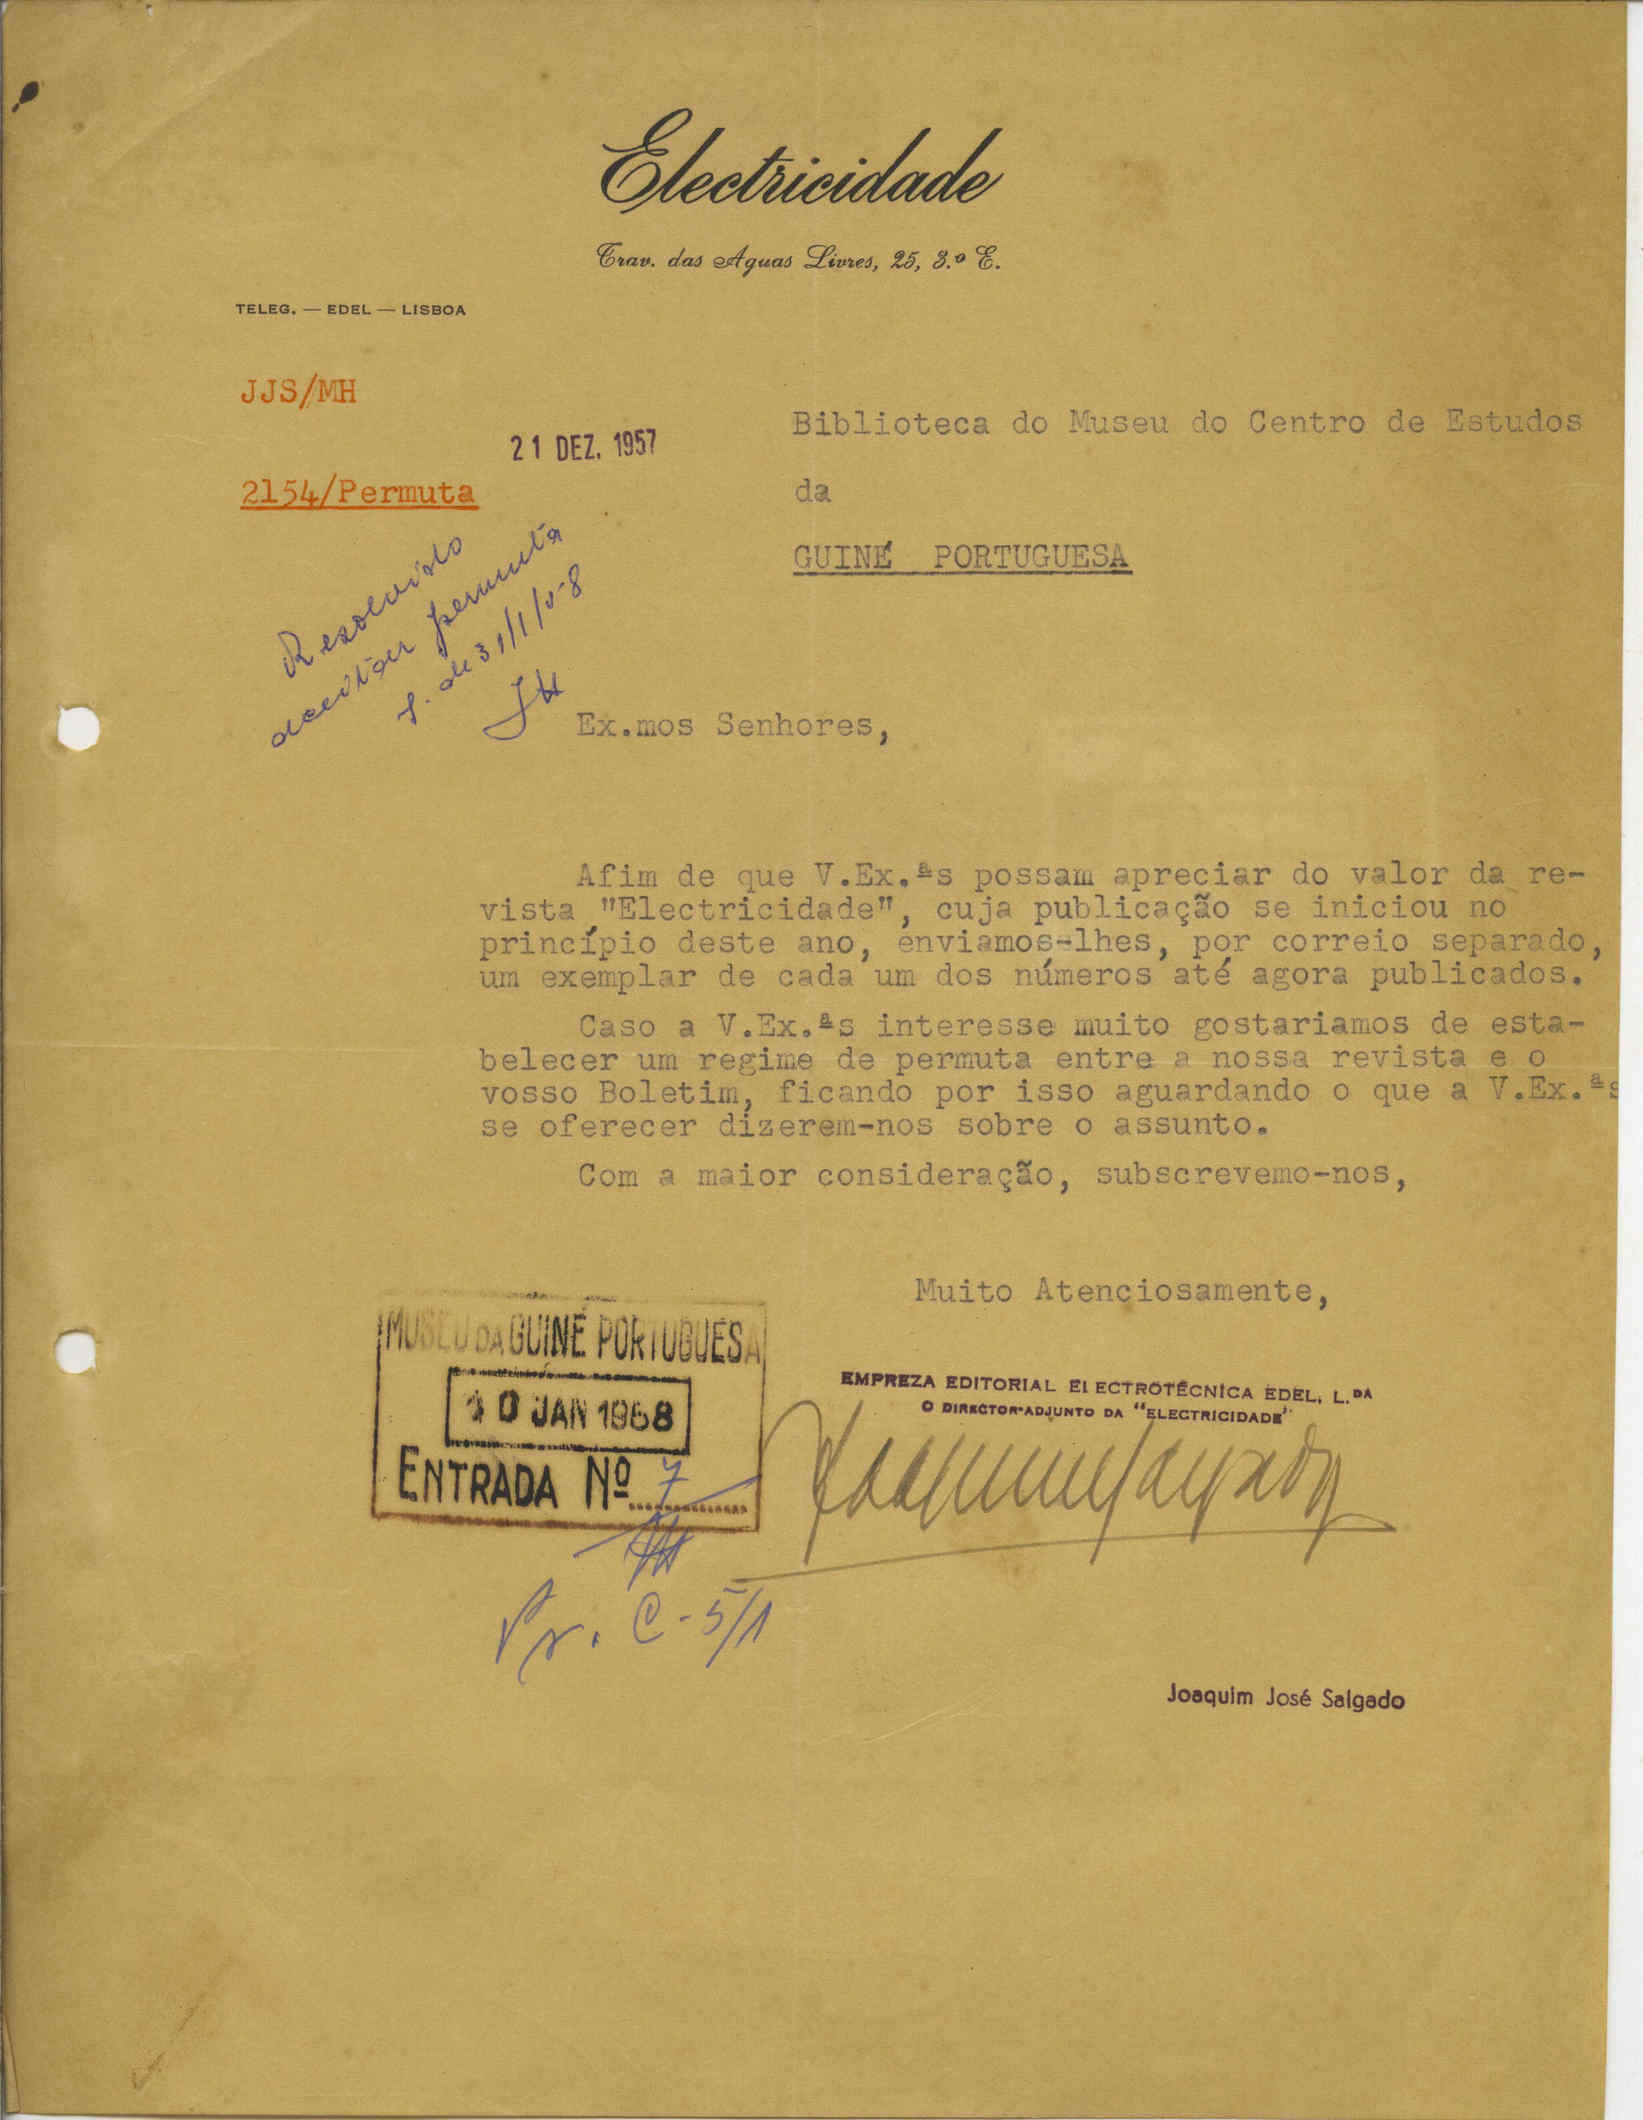 Electricidade
Trav. das Aguas Livres, 25, 3.º E.
TELEG. — EDEL — LISBOA
JJS/MH
21 DEZ. 1957
2154/Permuta
Biblioteca do Museu do Centro de Estudos
da
GUINÉ PORTUGUESA
Resolvido
aceitar permuta
s. de 31/1/58
Ex.mos Senhores,
Afim de que V.Ex.ªs possam apreciar do valor da re-
vista "Electricidade", cuja publicação se iniciou no
princípio deste ano, enviamos-lhes, por correio separado,
um exemplar de cada um dos números até agora publicados.
Caso a V.Ex.ªs interesse muito gostariamos de esta-
belecer um regime de permuta entre a nossa revista e o
vosso Boletim, ficando por isso aguardando o que a V.Ex.ªs
se oferecer dizerem-nos sobre o assunto.
Com a maior consideração, subscrevemo-nos,
Muito Atenciosamente,
MUSEU DA GUINÉ PORTUGUESA
10 JAN 1958
ENTRADA Nº 7
Pr. C-5/1
EMPREZA EDITORIAL ELECTROTÉCNICA EDEL, L.DA
O DIRECTOR-ADJUNTO DA "ELECTRICIDADE"
Joaquim Salgado
Joaquim José Salgado